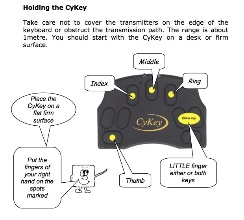 Holding the CyKey
Take care not to cover the transmitters on the edge of the
keyboard or obstruct the transmission path. The range is about
1metre. You should start with the CyKey on a desk or firm
surface.
Middle
Index
Ring
Place the
CyKey on a
flat firm
surface
CyKey
Put the
fingers of
your right
hand on the
spots
marked
Thumb
LITTLE finger
either or both
keys